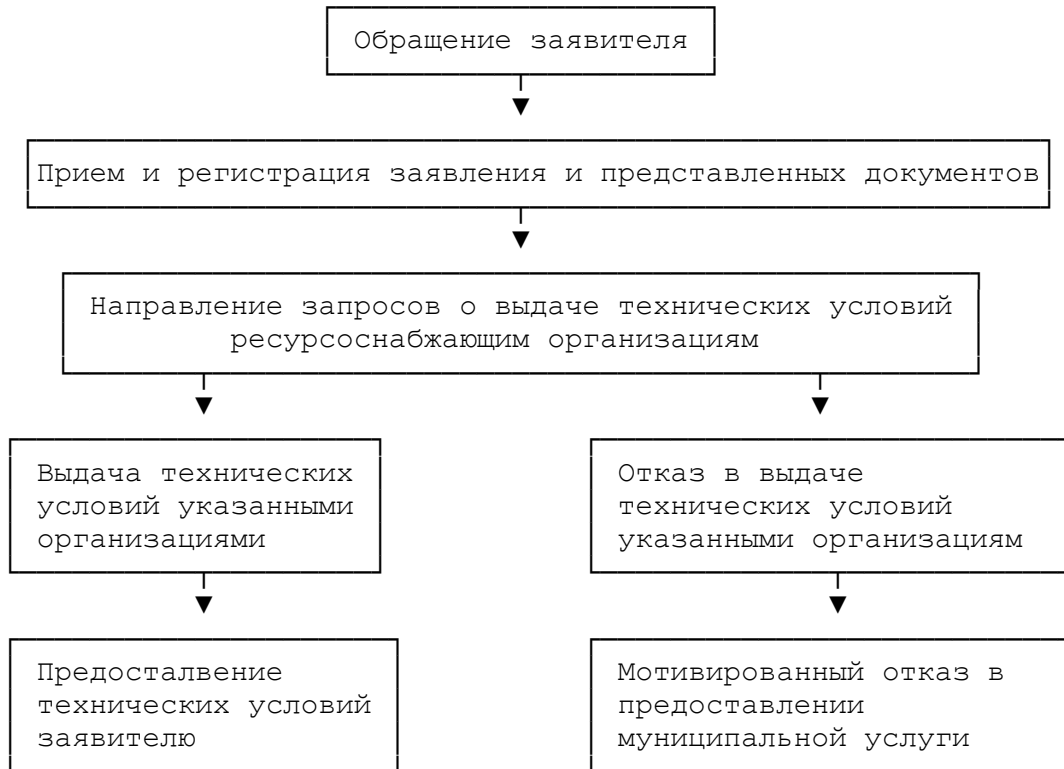 Обращение заявителя
Прием и регистрация заявления и представленных документов
Направление запросов о выдаче технических условий
ресурсоснабжающим организациям
Выдача технических
условий указанными
организациями
Отказ в выдаче
технических условий
указанными организациям
Предосталвение
технических условий
заявителю
Мотивированный отказ в
предоставлении
муниципальной услуги